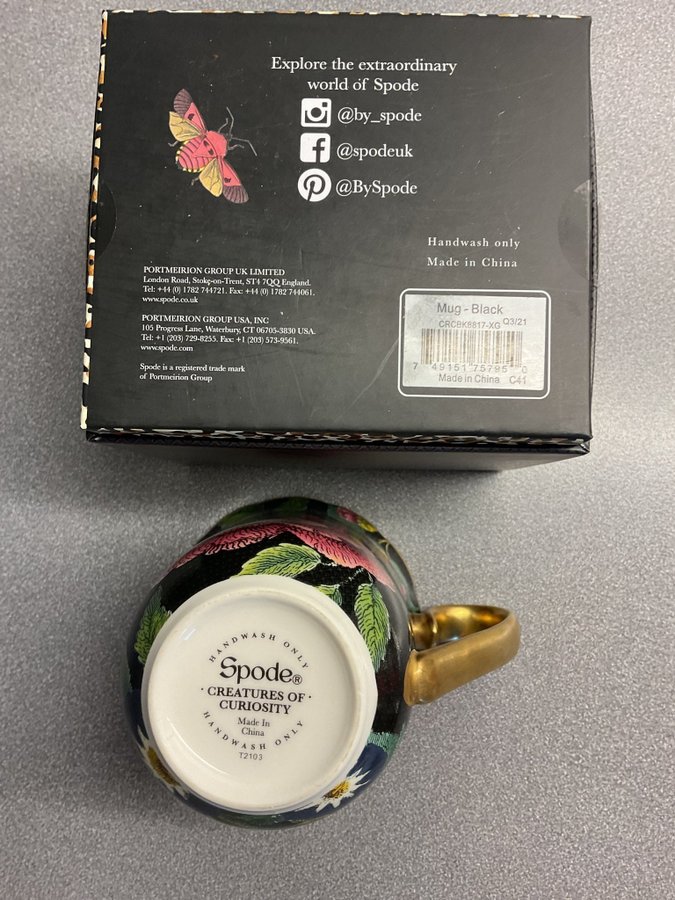 Explore the extraordinary
world of Spode
@by_spode
@spodeuk
@BySpode
Handwash only
Made in China
PORTMEIRION GROUP UK LIMITED
London Road, Stoke-on-Trent, ST4 7QQ England.
Tel: +44 (0) 1782 744721. Fax: +44 (0) 1782 744061.
www.spode.co.uk
PORTMEIRION GROUP USA, INC
105 Progress Lane, Waterbury, CT 06705-3830 USA.
Tel: +1 (203) 729-8255. Fax: +1 (203) 573-9561.
www.spode.com
Spode is a registered trade mark
of Portmeirion Group
Mug - Black
CRCBK8817-XG Q3/21
7 49151 75795 0
Made in China C41
HANDWASH ONLY
Spode®
· CREATURES OF ·
CURIOSITY
Made In
China
HANDWASH ONLY
T2103